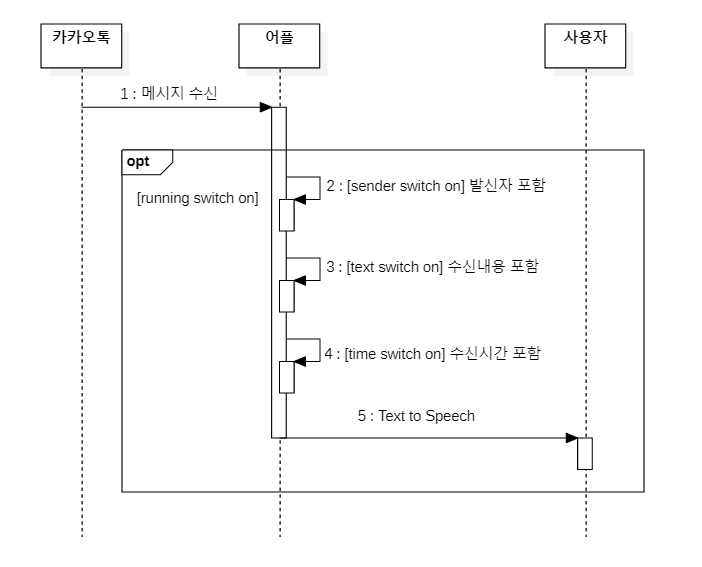 카카오톡
어플
사용자
1 : 메시지 수신
opt
[running switch on]
2 : [sender switch on] 발신자 포함
3 : [text switch on] 수신내용 포함
4 : [time switch on] 수신시간 포함
5 : Text to Speech